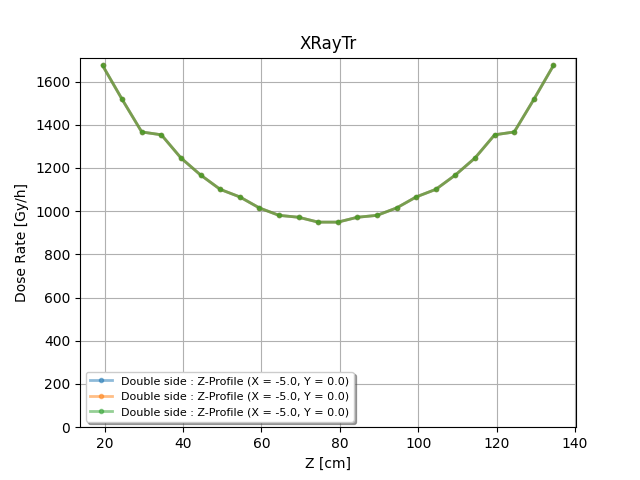 XRayTr
Dose Rate [Gy/h]
1600
1400
1200
1000
800
600
400
200
0
Double side : Z-Profile (X = -5.0, Y = 0.0)
Double side : Z-Profile (X = -5.0, Y = 0.0)
Double side : Z-Profile (X = -5.0, Y = 0.0)
20 40 60 80 100 120 140
Z [cm]